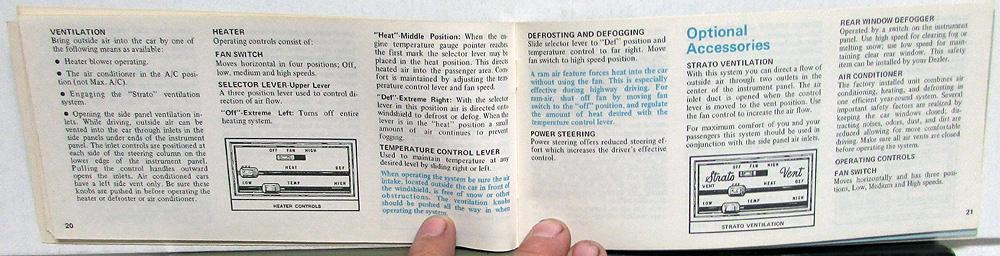 VENTILATION
Bring outside air into the car by one of
the following means as available:
• Heater blower operating.
• The air conditioner in the A/C posi-
tion (not Max. A/C).
• Engaging the "Strato" ventilation
system.
• Opening the side panel ventilation in-
lets. While driving, outside air can be
vented into the car through inlets in the
side panels under ends of the instrument
panel. The inlet controls are positioned at
each side of the steering column on the
lower edge of the instrument panel.
Pulling the control handles outward
opens the inlets. Air conditioned cars
have a left side vent only. Be sure these
knobs are pushed in before operating the
heater or defroster or air conditioner.
20
HEATER
Operating controls consist of:
FAN SWITCH
Moves horizontal in four positions; Off,
low, medium and high speeds.
SELECTOR LEVER-Upper Lever
A three position lever used to control di-
rection of air flow.
"Off"-Extreme Left: Turns off entire
heating system.
OFF FAN HIGH
HEAT DEF
LOW TEMP HIGH
HEATER CONTROLS
"Heat"-Middle Position: When the en-
gine temperature gauge pointer reaches
the first mark the selector lever may be
placed in the heat position. This directs
heated air into the passenger area. Com-
fort is maintained by adjusting the tem-
perature control lever and fan speed.
"Def"-Extreme Right: With the selector
lever in this position air is directed onto
windshield to defrost or defog. When the
lever is in the "heat" position a small
amount of air continues to prevent
fogging.
TEMPERATURE CONTROL LEVER
Used to maintain temperature at any
desired level by sliding right or left.
When operating the system be sure the air
intake, located outside the car in front of
the windshield, is free of snow or other
obstructions. The ventilation knobs
should be pushed all the way in when
operating the system.
DEFROSTING AND DEFOGGING
Slide selector lever to "Def" position and
temperature control to far right. Move
fan switch to high speed position.
A ram air feature forces heat into the car
without using the fan. This is especially
effective during highway driving. For
ram-air, shut off fan by moving fan
switch to the "off" position, and regulate
the amount of heat desired with the
temperature control lever.
POWER STEERING
Power steering offers reduced steering ef-
fort which increases the driver's effective
control.
Optional
Accessories
STRATO VENTILATION
With this system you can direct a flow of
outside air through two outlets in the
center of the instrument panel. The air
inlet duct is opened when the control
lever is moved to the vent position. Use
the fan control to increase the air flow.
For maximum comfort of you and your
passengers this system should be used in
conjunction with the side panel air inlets.
OFF FAN HIGH
Strato Vent
VENT HEAT DEF
LOW TEMP HIGH
STRATO VENTILATION
REAR WINDOW DEFOGGER
Operated by a switch on the instrument
panel. Use high speed for clearing fog or
melting snow; use low speed for main-
taining clear rear window. This safety
item can be installed by your Dealer.
AIR CONDITIONER
The factory installed unit combines air
conditioning, heating, and defrosting in
one efficient year-round system. Several
important safety factors are realized by
keeping the car windows closed; dis-
tracting noises, odors, dust, and dirt are
reduced allowing for more comfortable
driving. Make sure all air vents are closed
before operating the system.
OPERATING CONTROLS
FAN SWITCH
Moves horizontally and has three posi-
tions, Low, Medium and High speeds.
21